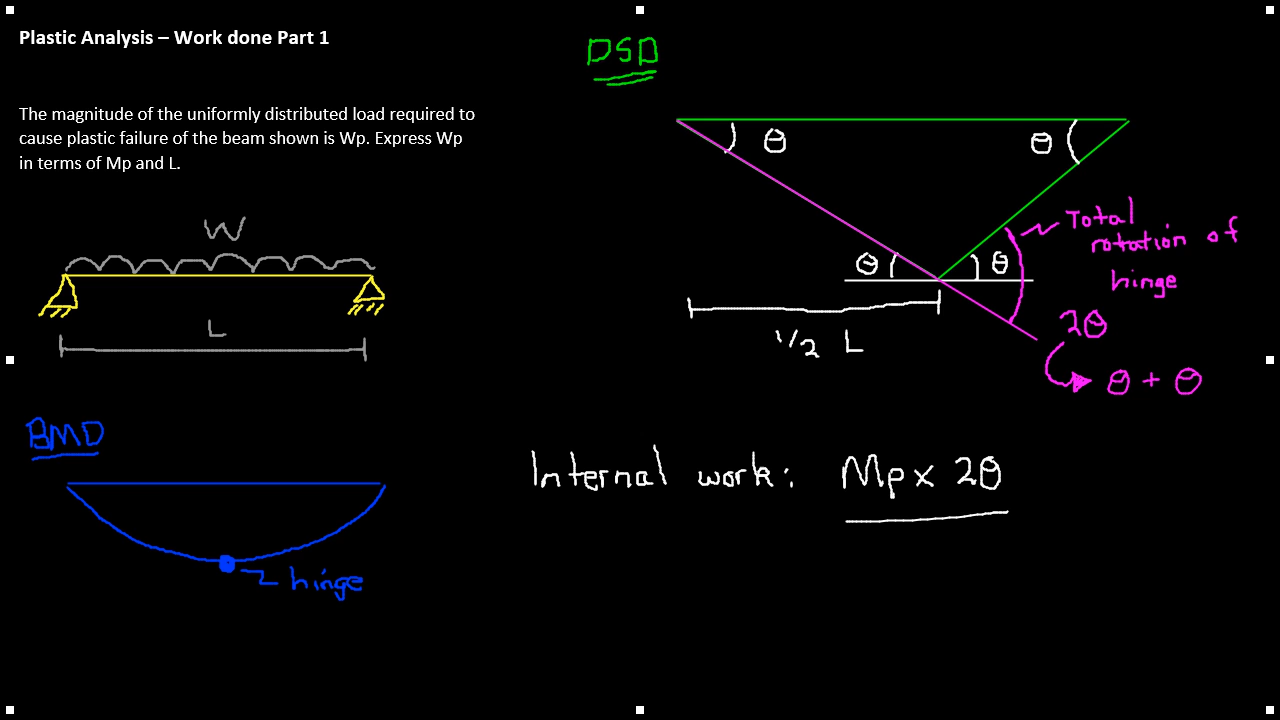 Plastic Analysis – Work done Part 1
The magnitude of the uniformly distributed load required to
cause plastic failure of the beam shown is Wp. Express Wp
in terms of Mp and L.
W
L
BMD
hinge
DSD
θ θ
θ θ
Total
rotation of
hinge
2θ
θ + θ
1/2 L
Internal work: Mp x 2θ